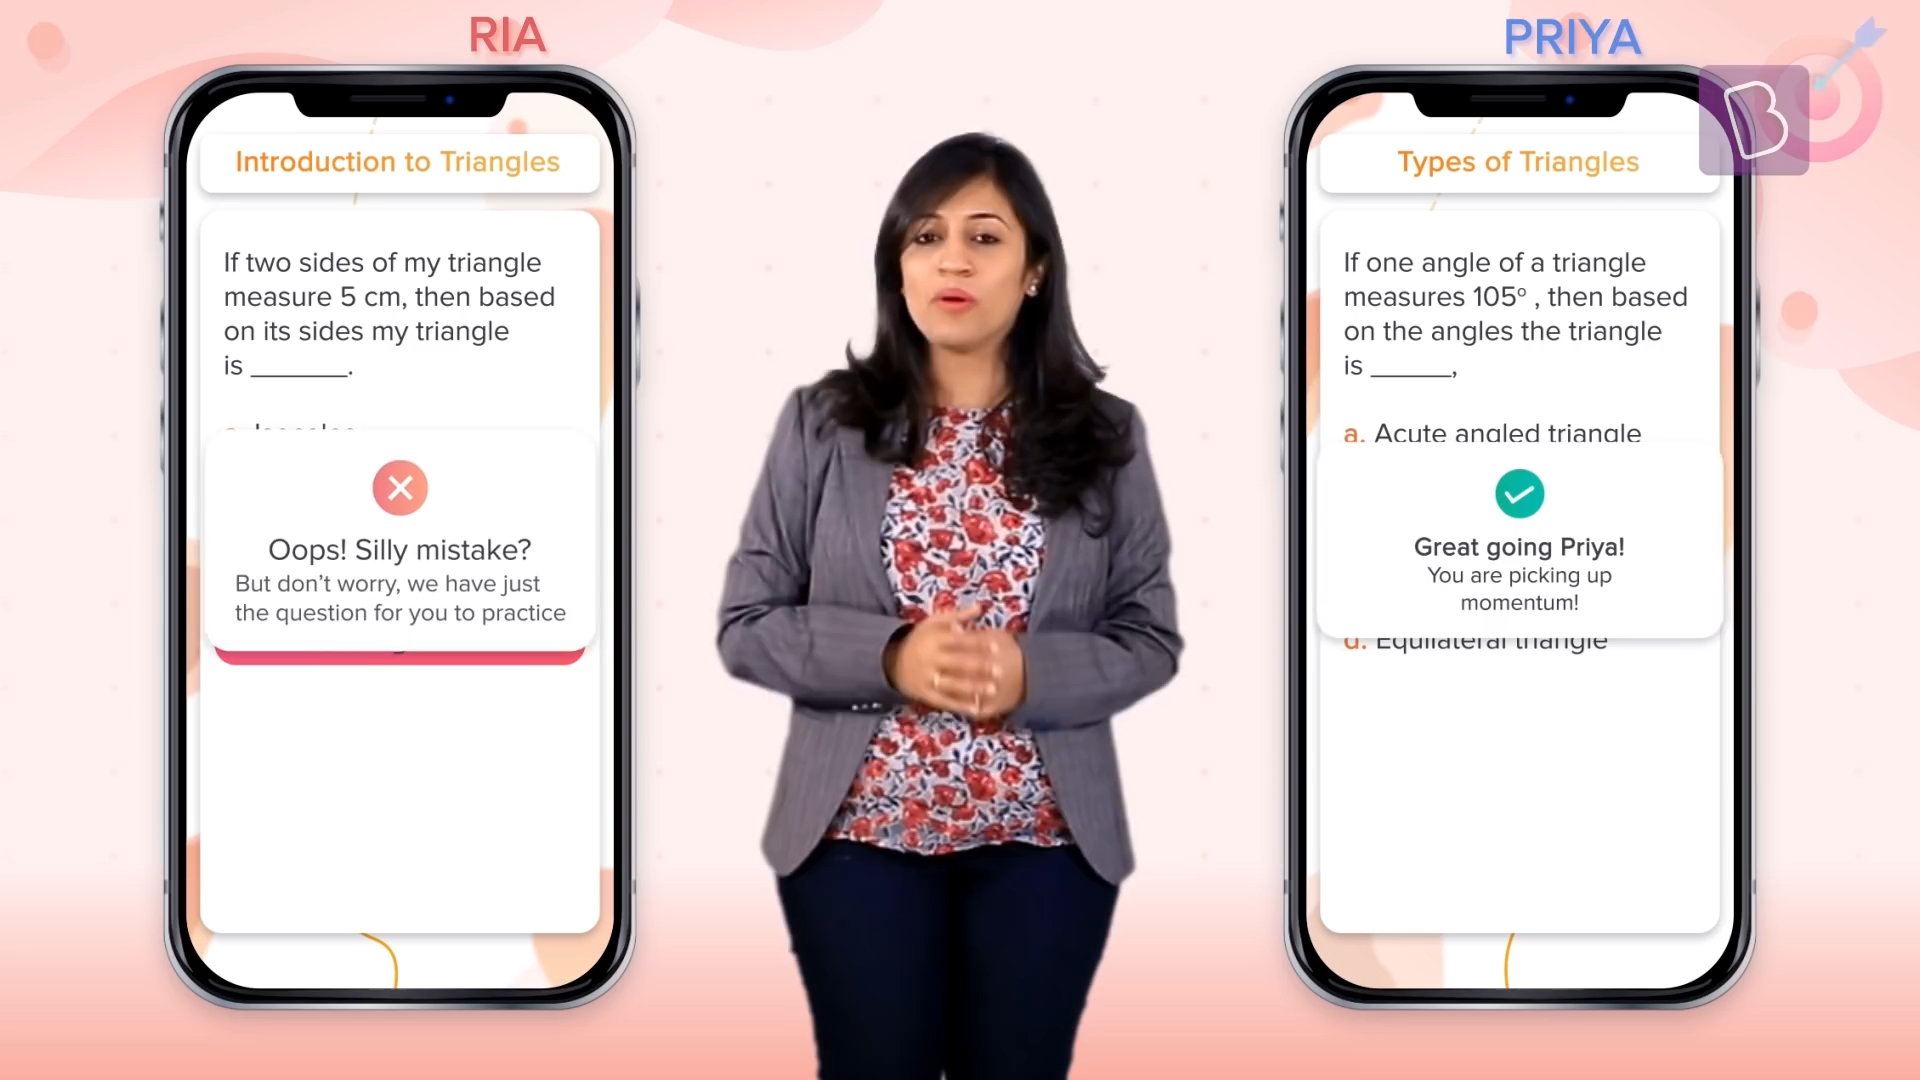 RIA
Introduction to Triangles
If two sides of my triangle
measure 5 cm, then based
on its sides my triangle
is ______.
Oops! Silly mistake?
But don’t worry, we have just
the question for you to practice
PRIYA
Types of Triangles
If one angle of a triangle
measures 105° , then based
on the angles the triangle
is _____,
a. Acute angled triangle
Great going Priya!
You are picking up
momentum!
d. Equilateral triangle
B